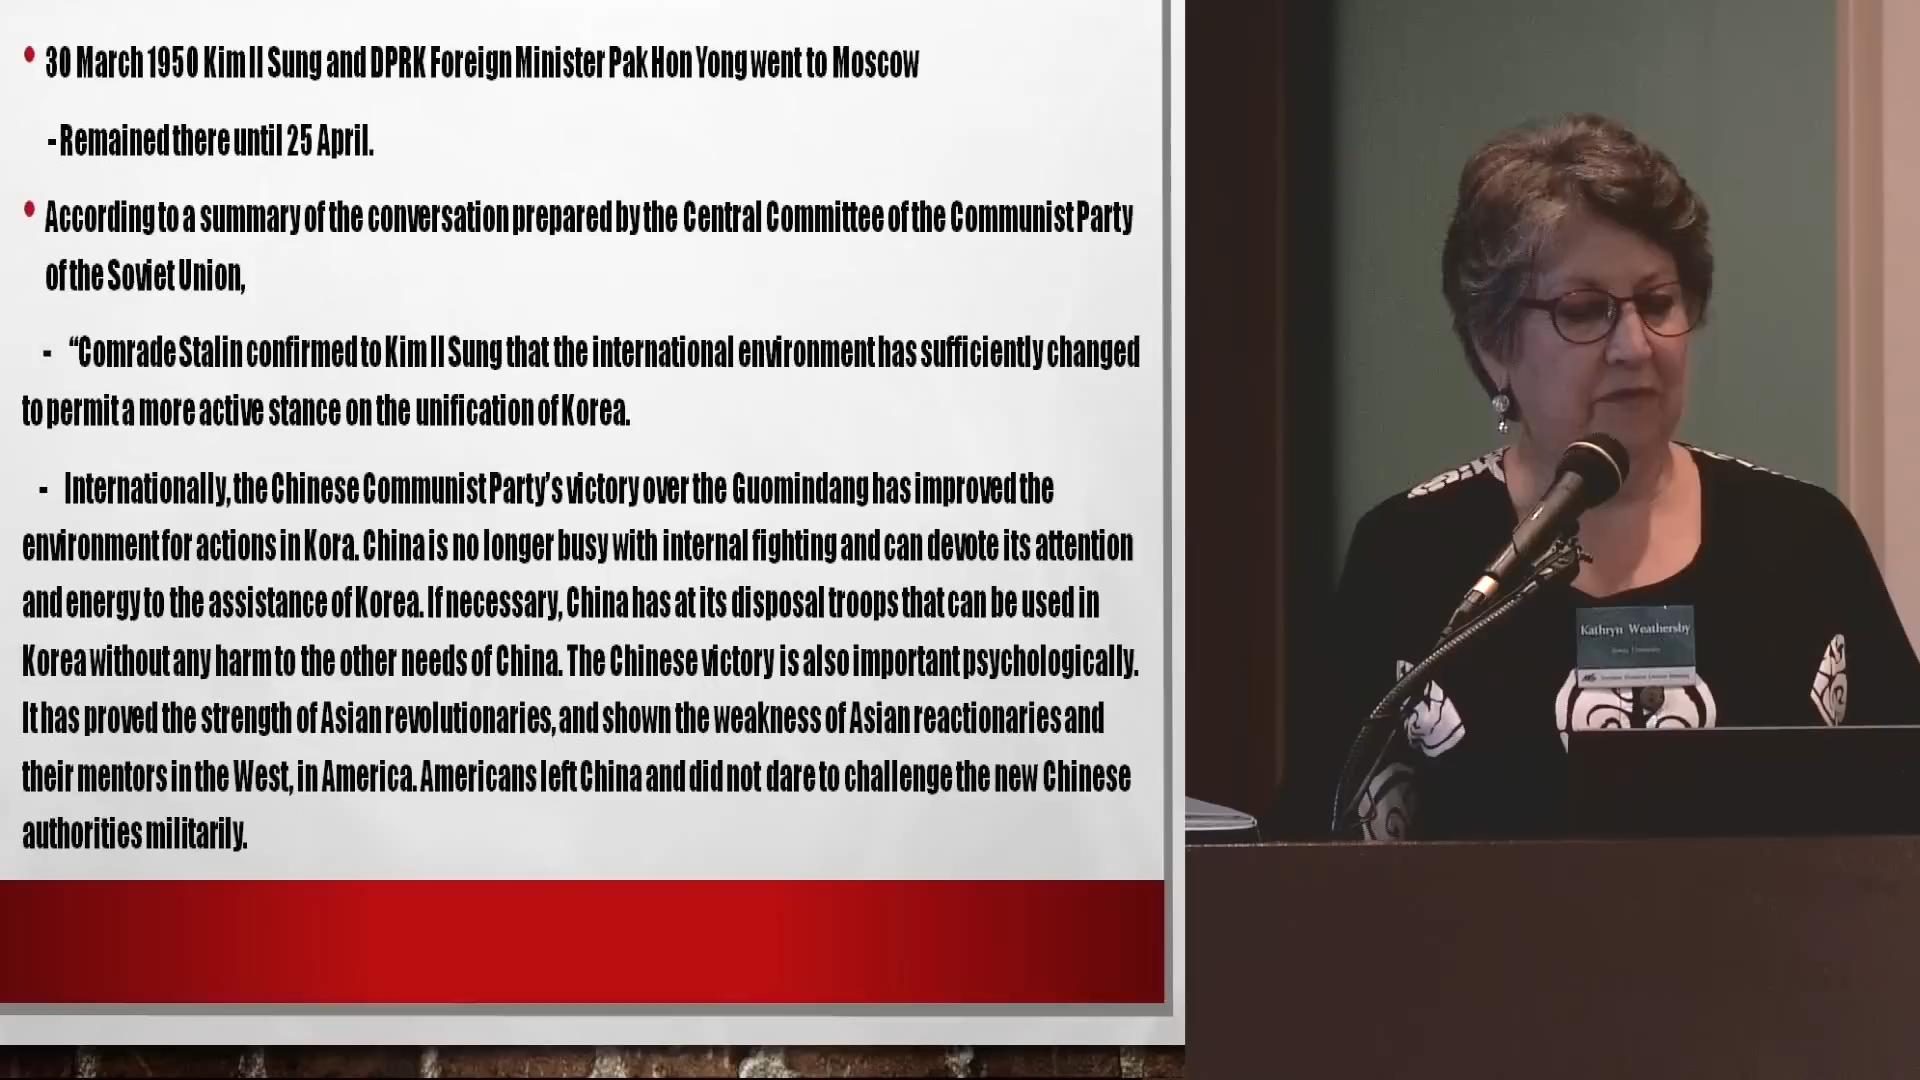 • 30 March 1950 Kim Il Sung and DPRK Foreign Minister Pak Hon Yong went to Moscow
- Remained there until 25 April.
• According to a summary of the conversation prepared by the Central Committee of the Communist Party
of the Soviet Union,
- “Comrade Stalin confirmed to Kim Il Sung that the international environment has sufficiently changed
to permit a more active stance on the unification of Korea.
- Internationally, the Chinese Communist Party’s victory over the Guomindang has improved the
environment for actions in Kora. China is no longer busy with internal fighting and can devote its attention
and energy to the assistance of Korea. If necessary, China has at its disposal troops that can be used in
Korea without any harm to the other needs of China. The Chinese victory is also important psychologically.
It has proved the strength of Asian revolutionaries, and shown the weakness of Asian reactionaries and
their mentors in the West, in America. Americans left China and did not dare to challenge the new Chinese
authorities militarily.
Kathryn Weathersby